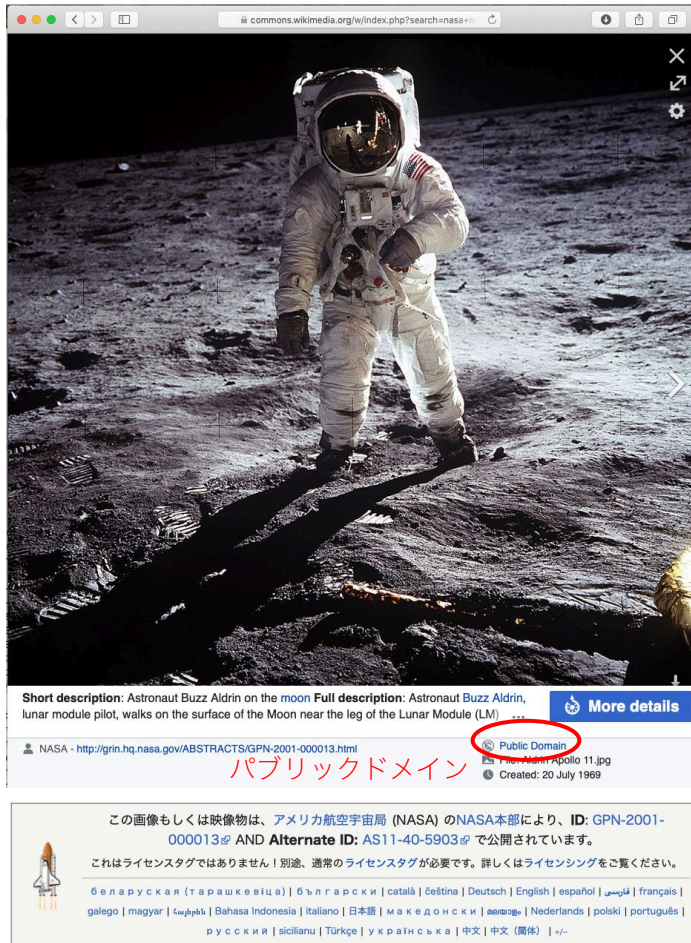 commons.wikimedia.org/w/index.php?search=nasa+m
Short description: Astronaut Buzz Aldrin on the moon Full description: Astronaut Buzz Aldrin,
lunar module pilot, walks on the surface of the Moon near the leg of the Lunar Module (LM) ...
More details
NASA - http://grin.hq.nasa.gov/ABSTRACTS/GPN-2001-000013.html
Public Domain
パブリックドメイン
File: Aldrin Apollo 11.jpg
Created: 20 July 1969
この画像もしくは映像物は、アメリカ航空宇宙局 (NASA) のNASA本部により、ID: GPN-2001-
000013 AND Alternate ID: AS11-40-5903 で公開されています。
これはライセンスタグではありません！別途、通常のライセンスタグが必要です。詳しくはライセンシングをご覧ください。
беларуская (тарашкевіца) | български | català | čeština | Deutsch | English | español | فارسی | français |
galego | magyar | Հայերեն | Bahasa Indonesia | italiano | 日本語 | македонски | മലയാളം | Nederlands | polski | português |
русский | sicilianu | Türkçe | українська | 中文 | 中文（简体） | +/−